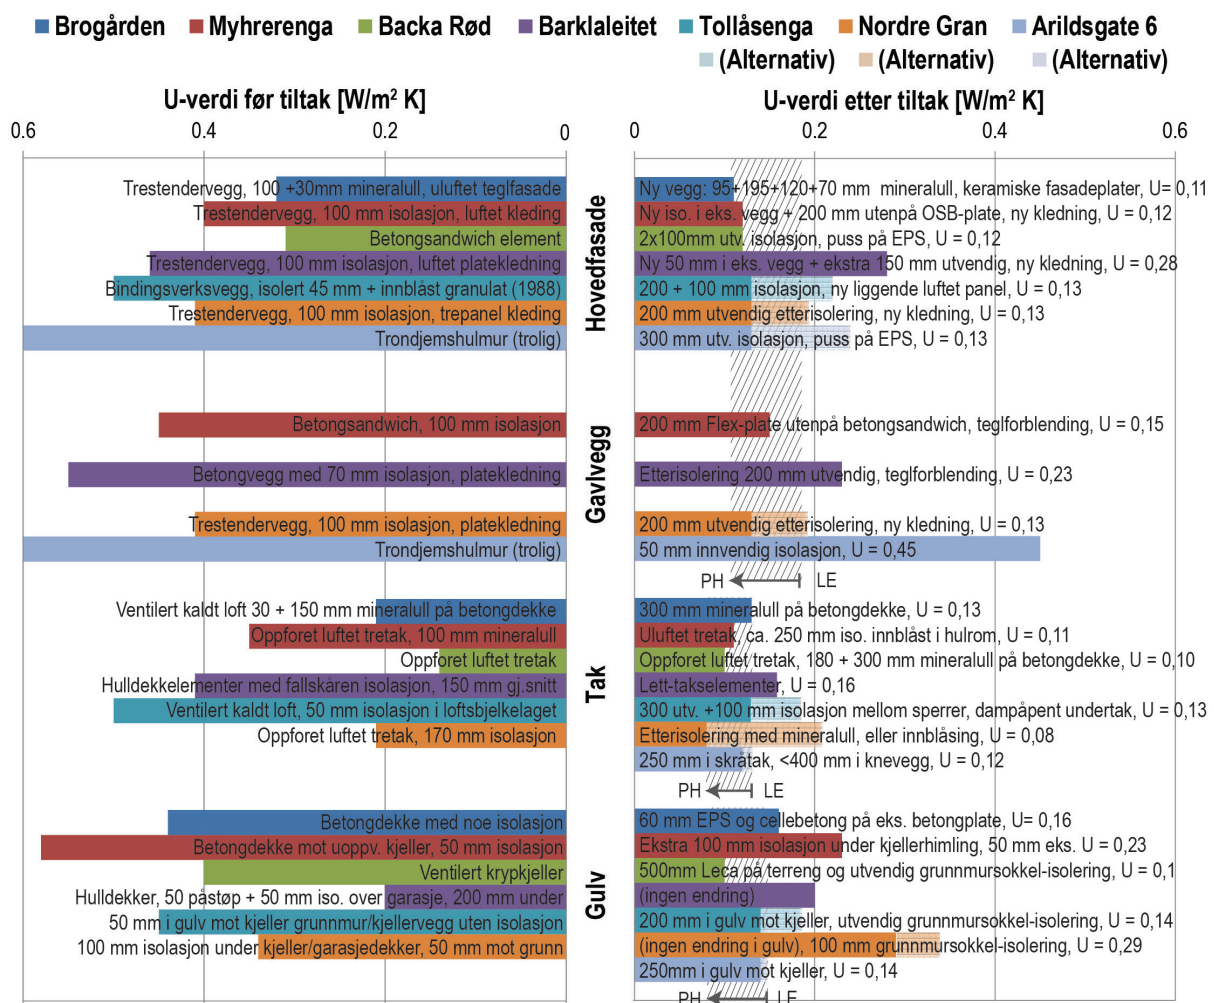 Brogården Myhrerenga Backa Rød Barklaleitet Tollåsenga Nordre Gran Arildsgate 6
(Alternativ) (Alternativ) (Alternativ)
U-verdi før tiltak [W/m² K] U-verdi etter tiltak [W/m² K]
0.6 0.4 0.2 0 0 0.2 0.4 0.6
Hovedfasade
Trestendervegg, 100 +30mm mineralull, uluftet teglfasade Ny vegg: 95+195+120+70 mm mineralull, keramiske fasadeplater, U= 0,11
Trestendervegg, 100 mm isolasjon, luftet kleding Ny iso. i eks. vegg + 200 mm utenpå OSB-plate, ny kledning, U = 0,12
Betongsandwich element 2x100mm utv. isolasjon, puss på EPS, U = 0,12
Trestendervegg, 100 mm isolasjon, luftet platekledning Ny 50 mm i eks. vegg + ekstra 150 mm utvendig, ny kledning, U = 0,28
Bindingsverksvegg, isolert 45 mm + innblåst granulat (1988) 200 + 100 mm isolasjon, ny liggende luftet panel, U = 0,13
Trestendervegg, 100 mm isolasjon, trepanel kleding 200 mm utvendig etterisolering, ny kledning, U = 0,13
Trondjemshulmur (trolig) 300 mm utv. isolasjon, puss på EPS, U = 0,13
Gavlvegg
Betongsandwich, 100 mm isolasjon 200 mm Flex-plate utenpå betongsandwich, teglforblending, U = 0,15
Betongvegg med 70 mm isolasjon, platekledning Etterisolering 200 mm utvendig, teglforblending, U = 0,23
Trestendervegg, 100 mm isolasjon, platekledning 200 mm utvendig etterisolering, ny kledning, U = 0,13
Trondjemshulmur (trolig) 50 mm innvendig isolasjon, U = 0,45
PH LE
Tak
Ventilert kaldt loft 30 + 150 mm mineralull på betongdekke 300 mm mineralull på betongdekke, U = 0,13
Oppforet luftet tretak, 100 mm mineralull Uluftet tretak, ca. 250 mm iso. innblåst i hulrom, U = 0,11
Oppforet luftet tretak Oppforet luftet tretak, 180 + 300 mm mineralull på betongdekke, U = 0,10
Hulldekkelementer med fallskåren isolasjon, 150 mm gj.snitt Lett-takselementer, U = 0,16
Ventilert kaldt loft, 50 mm isolasjon i loftsbjelkelaget 300 utv. +100 mm isolasjon mellom sperrer, dampåpent undertak, U = 0,13
Oppforet luftet tretak, 170 mm isolasjon Etterisolering med mineralull, eller innblåsing, U = 0,08
250 mm i skråtak, <400 mm i knevegg, U = 0,12
PH LE
Gulv
Betongdekke med noe isolasjon 60 mm EPS og cellebetong på eks. betongplate, U= 0,16
Betongdekke mot uoppv. kjeller, 50 mm isolasjon Ekstra 100 mm isolasjon under kjellerhimling, 50 mm eks. U = 0,23
Ventilert krypkjeller 500mm Leca på terreng og utvendig grunnmursokkel-isolering, U = 0,1
Hulldekker, 50 påstøp + 50 mm iso. over garasje, 200 mm under (ingen endring)
50 mm i gulv mot kjeller grunnmur/kjellervegg uten isolasjon 200 mm i gulv mot kjeller, utvendig grunnmursokkel-isolering, U = 0,14
100 mm isolasjon under kjeller/garasjedekker, 50 mm mot grunn (ingen endring i gulv), 100 mm grunnmursokkel-isolering, U = 0,29
250mm i gulv mot kjeller, U = 0,14
PH LE